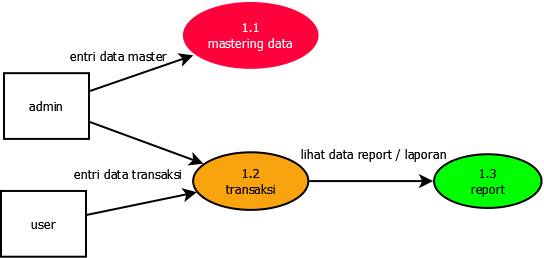 1.1
mastering data
entri data master
admin
entri data transaksi
1.2
transaksi
lihat data report / laporan
1.3
report
user